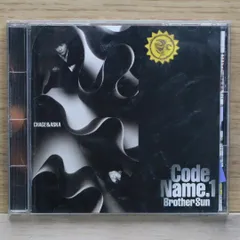 CHAGE&ASKA
Code
Name.1
Brother Sun